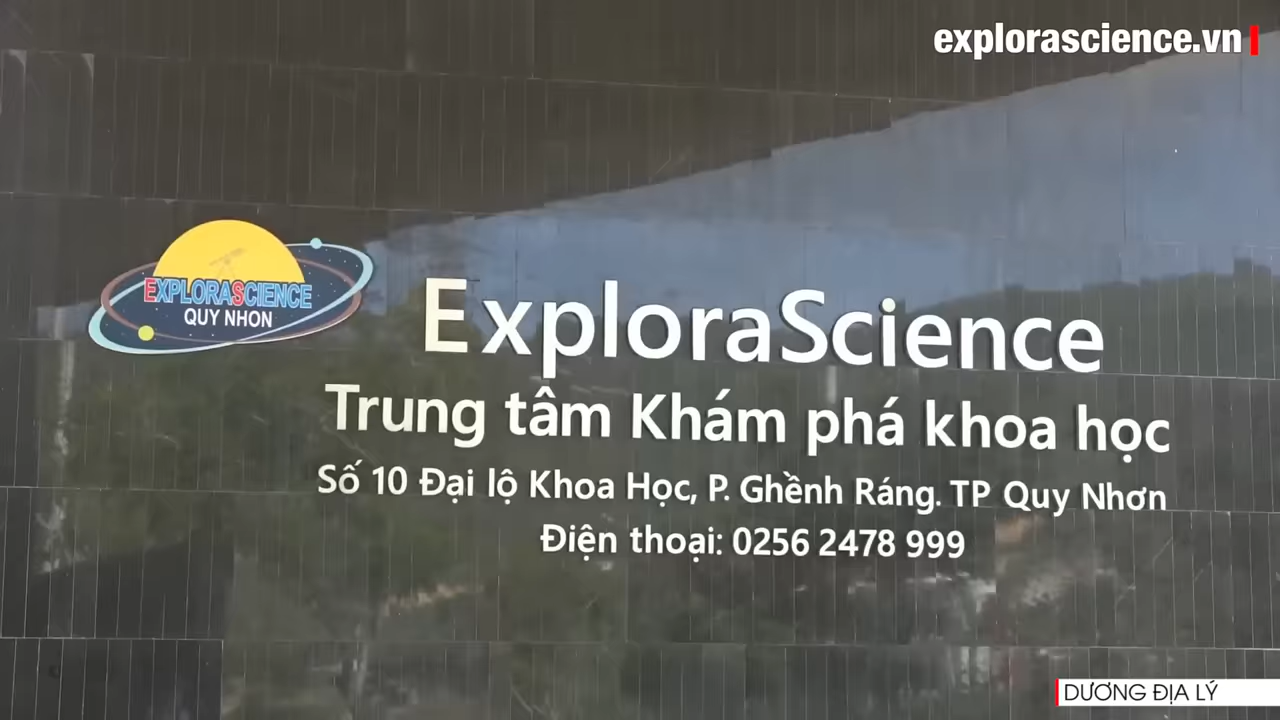 explorascience.vn
EXPLORASCIENCE
QUY NHON
ExploraScience
Trung tâm Khám phá khoa học
Số 10 Đại lộ Khoa Học, P. Ghềnh Ráng. TP Quy Nhơn
Điện thoại: 0256 2478 999
DƯƠNG ĐỊA LÝ